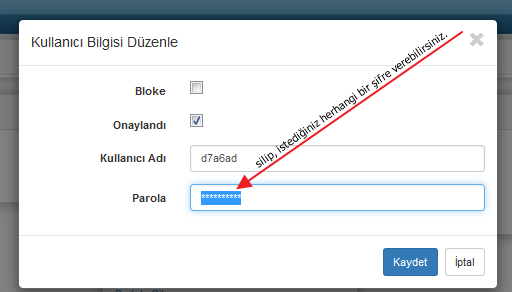 Kullanıcı Bilgisi Düzenle
silip, istediğiniz herhangi bir şifre verebilirsiniz.
Bloke
Onaylandı
Kullanıcı Adı
d7a6ad
Parola
**********
Kaydet
İptal